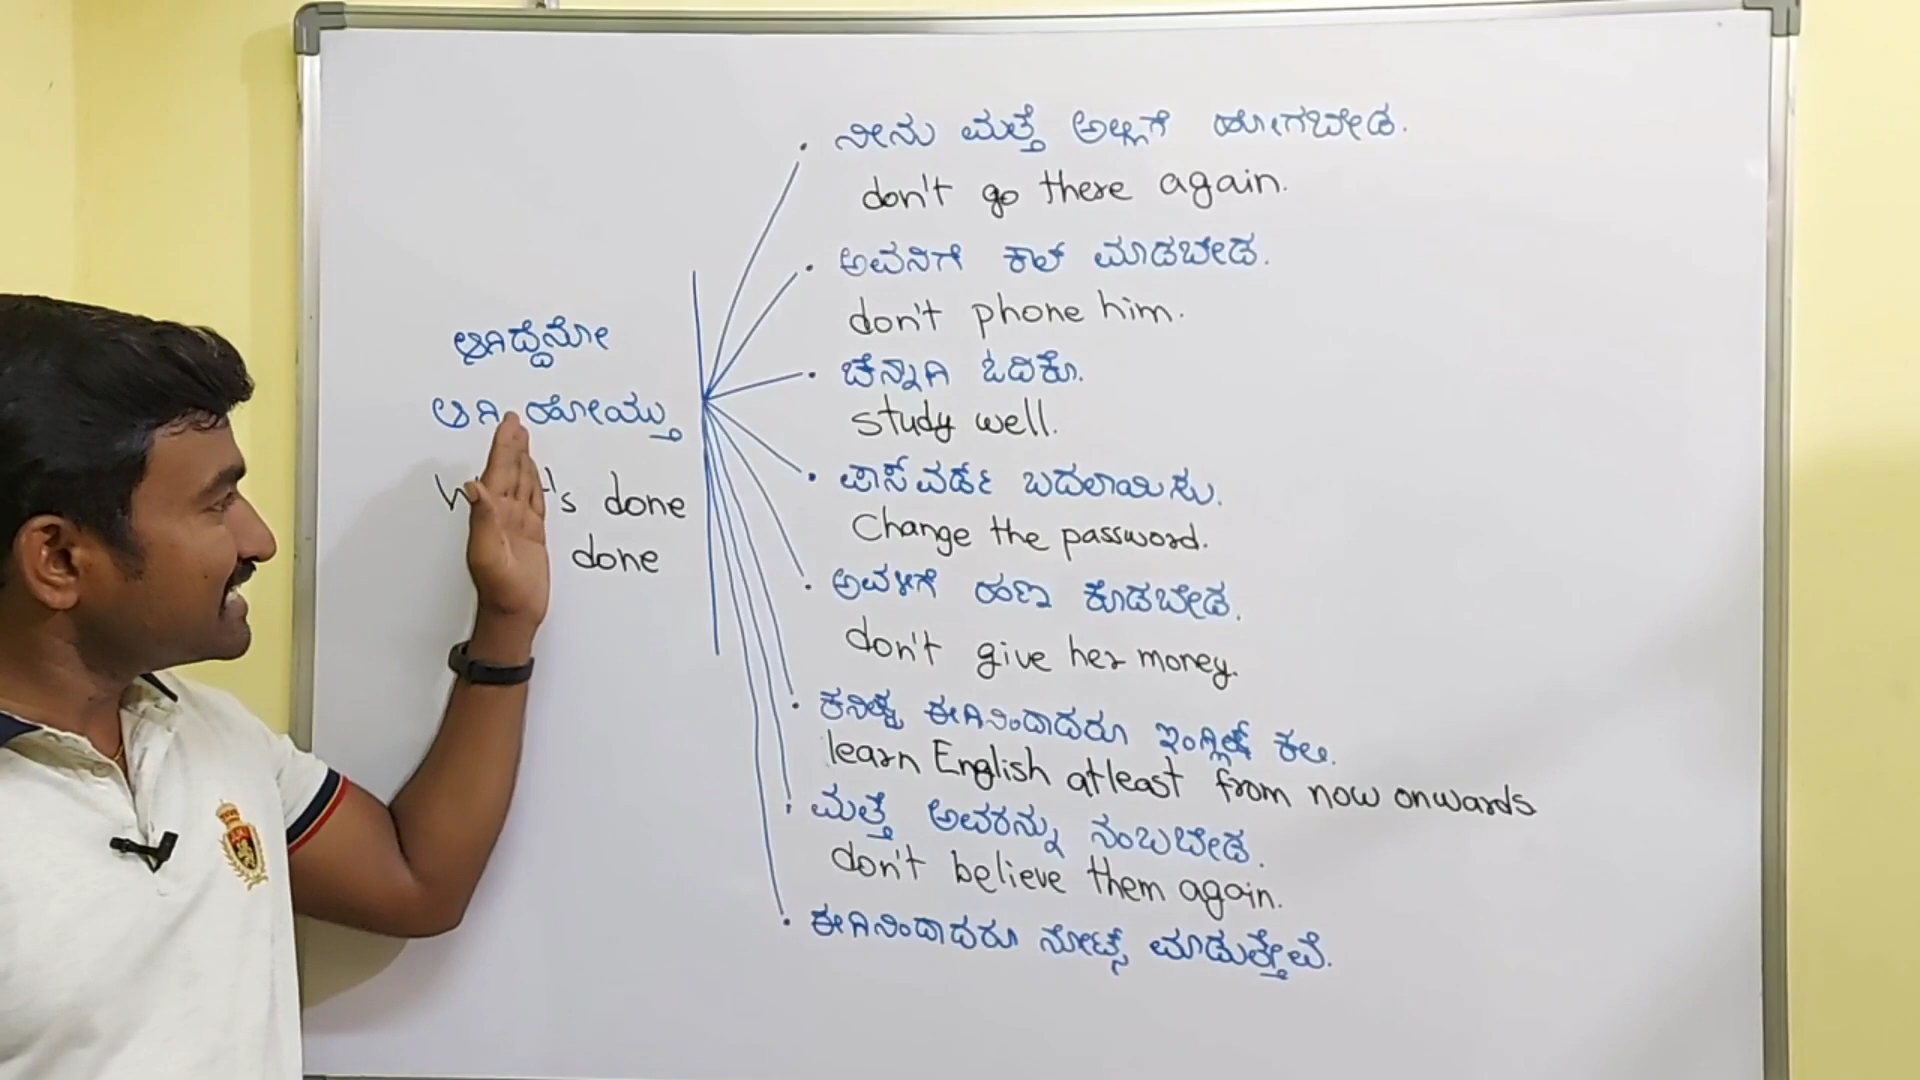 ಆಗಿದ್ದೆನೋ
ಆಗಿ ಹೋಯ್ತು
done
done
ನೀನು ಮತ್ತೆ ಅಲ್ಲಿಗೆ ಹೋಗಬೇಡ.
don't go there again.
ಅವನಿಗೆ ಕಾಲ್ ಮಾಡಬೇಡ.
don't phone him.
ಚೆನ್ನಾಗಿ ಓದಿಕೊ.
study well.
ಪಾಸ್‌ವರ್ಡ್ ಬದಲಾಯಿಸು.
Change the password.
ಅವಳಿಗೆ ಹಣ ಕೊಡಬೇಡ.
don't give her money.
ಕನಿಷ್ಟ ಈಗಿನಿಂದಾದರೂ ಇಂಗ್ಲಿಷ್ ಕಲಿ.
learn English atleast from now onwards
ಮತ್ತೆ ಅವರನ್ನು ನಂಬಬೇಡ.
don't believe them again.
ಈಗಿನಿಂದಾದರೂ ನೋಟ್ಸ್ ಮಾಡುತ್ತೇವೆ.